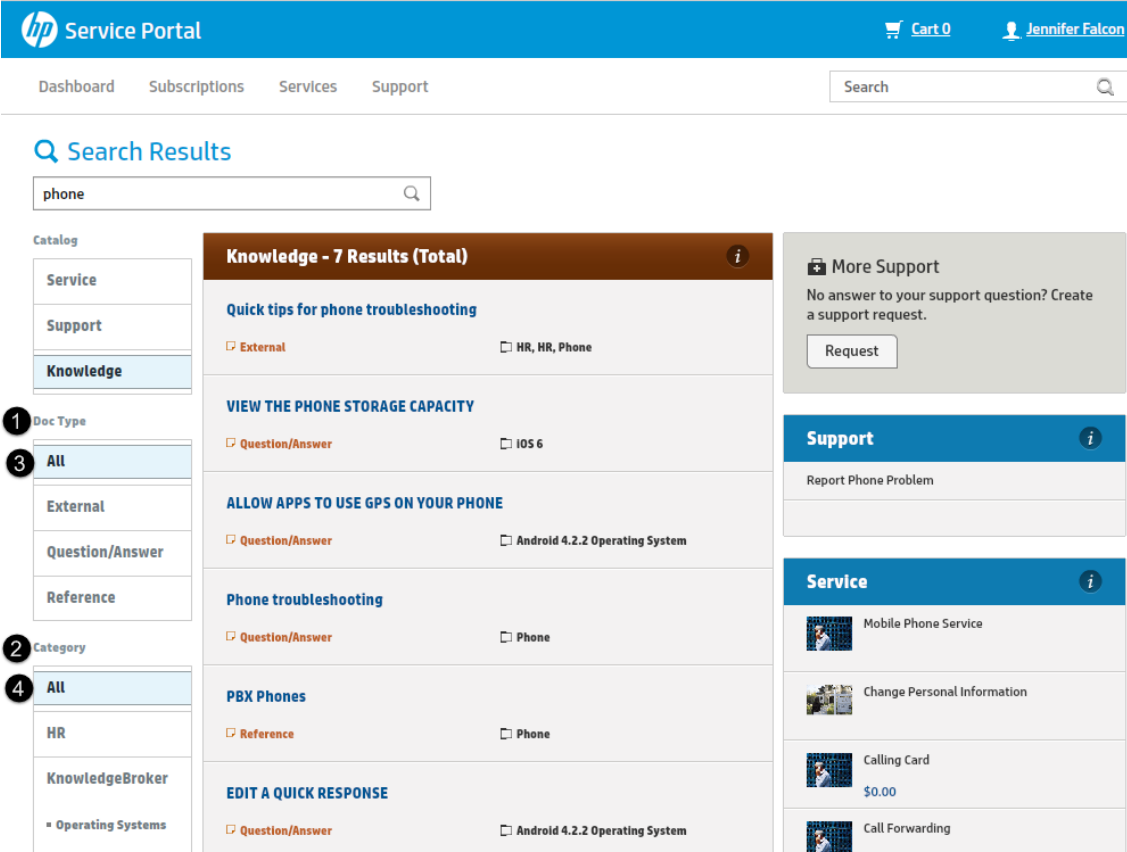 hp Service Portal
Cart 0
Jennifer Falcon
Dashboard Subscriptions Services Support
Search
Search Results
phone
Catalog
Service
Support
Knowledge
1 Doc Type
3 All
External
Question/Answer
Reference
2 Category
4 All
HR
KnowledgeBroker
Operating Systems
Knowledge - 7 Results (Total) i
Quick tips for phone troubleshooting
External HR, HR, Phone
VIEW THE PHONE STORAGE CAPACITY
Question/Answer iOS 6
ALLOW APPS TO USE GPS ON YOUR PHONE
Question/Answer Android 4.2.2 Operating System
Phone troubleshooting
Question/Answer Phone
PBX Phones
Reference Phone
EDIT A QUICK RESPONSE
Question/Answer Android 4.2.2 Operating System
More Support
No answer to your support question? Create
a support request.
Request
Support i
Report Phone Problem
Service i
Mobile Phone Service
Change Personal Information
Calling Card
$0.00
Call Forwarding